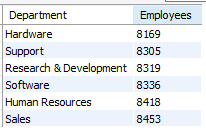 Department Employees
Hardware 8169
Support 8305
Research & Development 8319
Software 8336
Human Resources 8418
Sales 8453